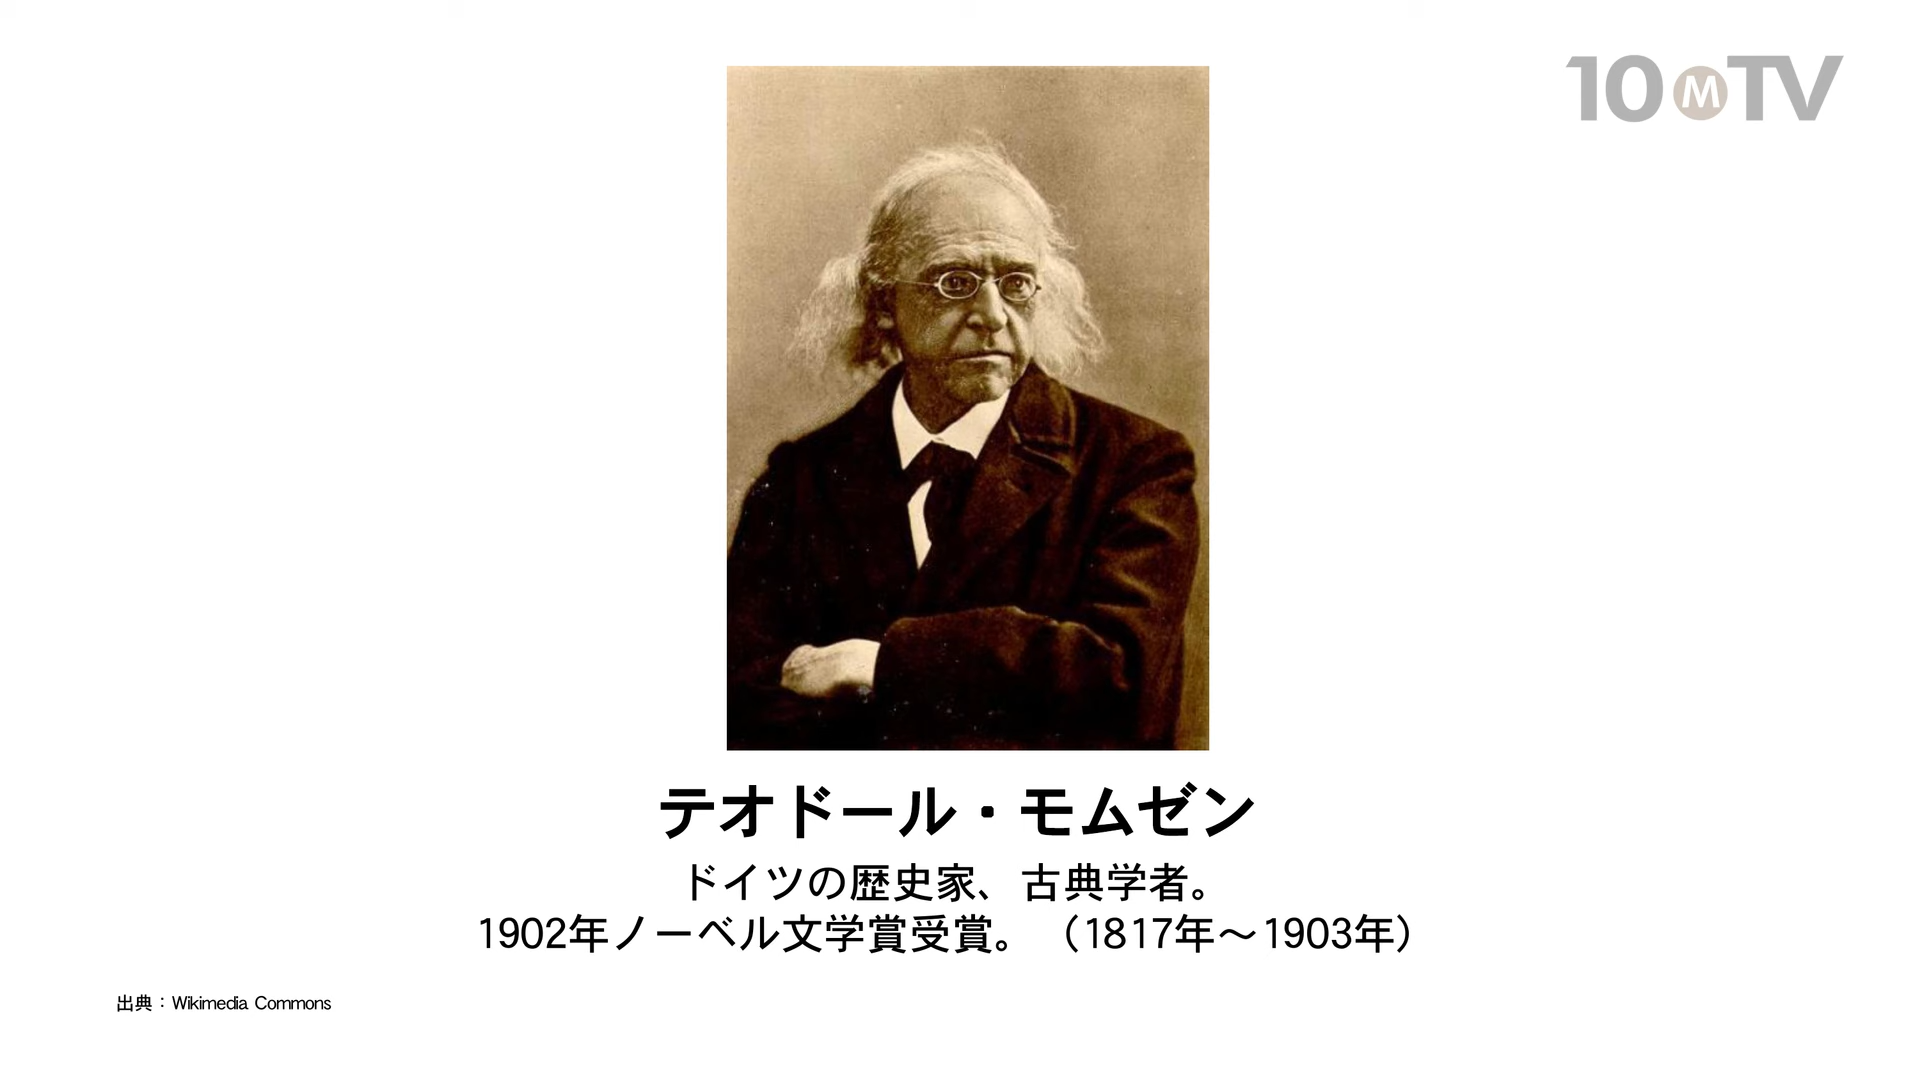 10MTV
テオドール・モムゼン
ドイツの歴史家、古典学者。
1902年ノーベル文学賞受賞。（1817年～1903年）
出典：Wikimedia Commons